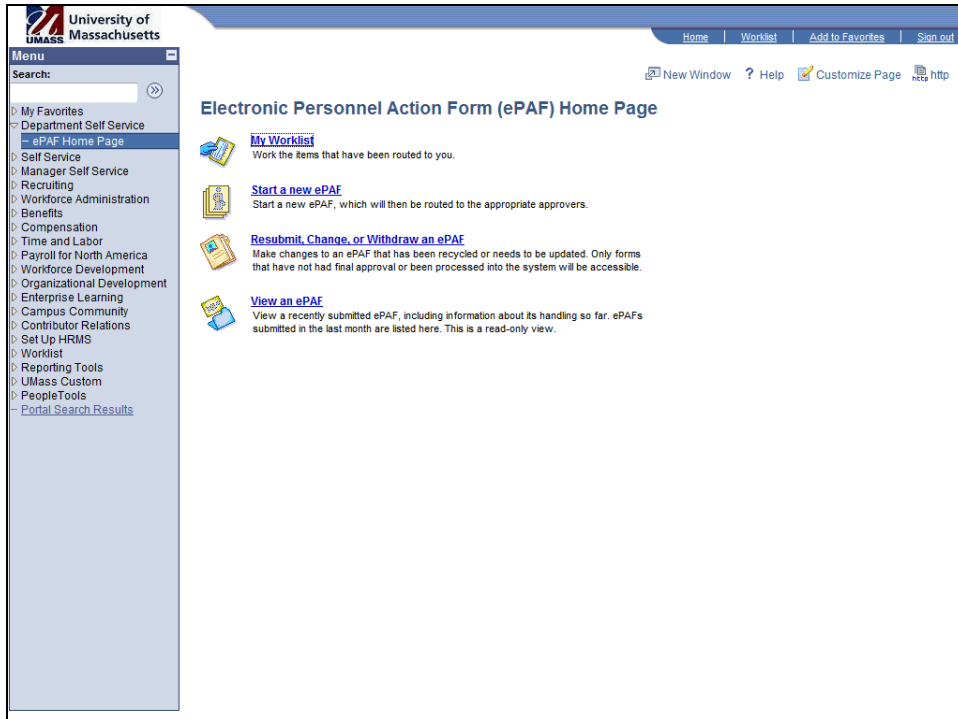 University of
UMASS Massachusetts
Home | Worklist | Add to Favorites | Sign out
Menu
Search:
New Window ? Help Customize Page http
My Favorites
Department Self Service
– ePAF Home Page
Self Service
Manager Self Service
Recruiting
Workforce Administration
Benefits
Compensation
Time and Labor
Payroll for North America
Workforce Development
Organizational Development
Enterprise Learning
Campus Community
Contributor Relations
Set Up HRMS
Worklist
Reporting Tools
UMass Custom
PeopleTools
– Portal Search Results
Electronic Personnel Action Form (ePAF) Home Page
My Worklist
Work the items that have been routed to you.
Start a new ePAF
Start a new ePAF, which will then be routed to the appropriate approvers.
Resubmit, Change, or Withdraw an ePAF
Make changes to an ePAF that has been recycled or needs to be updated. Only forms
that have not had final approval or been processed into the system will be accessible.
View an ePAF
View a recently submitted ePAF, including information about its handling so far. ePAFs
submitted in the last month are listed here. This is a read-only view.